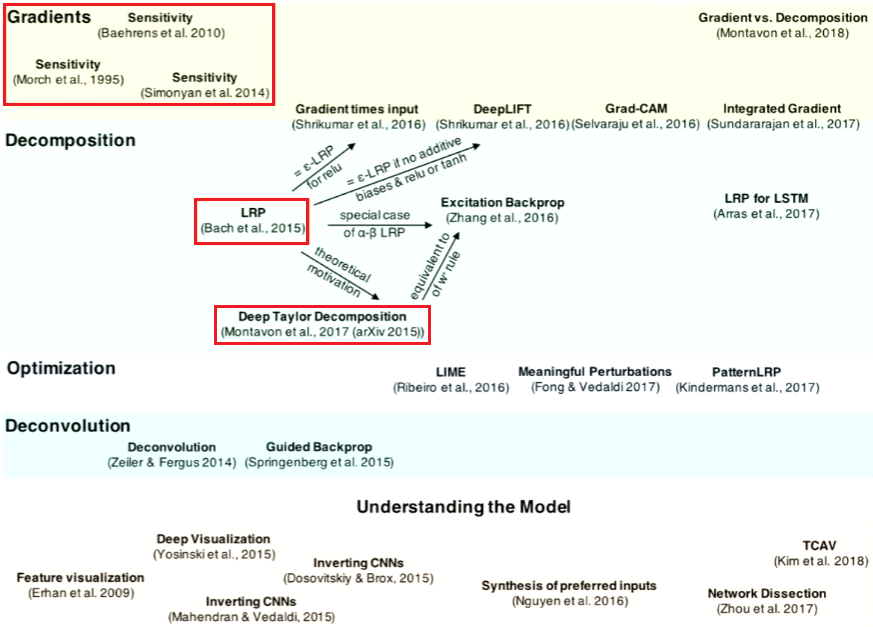 Gradients
Sensitivity
(Baehrens et al. 2010)
Sensitivity
(Morch et al., 1995)
Sensitivity
(Simonyan et al. 2014)
Gradient vs. Decomposition
(Montavon et al., 2018)
Gradient times input
(Shrikumar et al., 2016)
DeepLIFT
(Shrikumar et al., 2016)
Grad-CAM
(Selvaraju et al., 2016)
Integrated Gradient
(Sundararajan et al., 2017)
Decomposition
= ε-LRP
for relu
= ε-LRP if no additive
biases & relu or tanh
LRP
(Bach et al., 2015)
special case
of α-β LRP
Excitation Backprop
(Zhang et al., 2016)
LRP for LSTM
(Arras et al., 2017)
theoretical
motivation
equivalent to
of w⁺ rule
Deep Taylor Decomposition
(Montavon et al., 2017 (arXiv 2015))
Optimization
LIME
(Ribeiro et al., 2016)
Meaningful Perturbations
(Fong & Vedaldi 2017)
PatternLRP
(Kindermans et al., 2017)
Deconvolution
Deconvolution
(Zeiler & Fergus 2014)
Guided Backprop
(Springenberg et al. 2015)
Understanding the Model
Deep Visualization
(Yosinski et al., 2015)
Inverting CNNs
(Dosovitskiy & Brox, 2015)
TCAV
(Kim et al. 2018)
Feature visualization
(Erhan et al. 2009)
Inverting CNNs
(Mahendran & Vedaldi, 2015)
Synthesis of preferred inputs
(Nguyen et al. 2016)
Network Dissection
(Zhou et al. 2017)